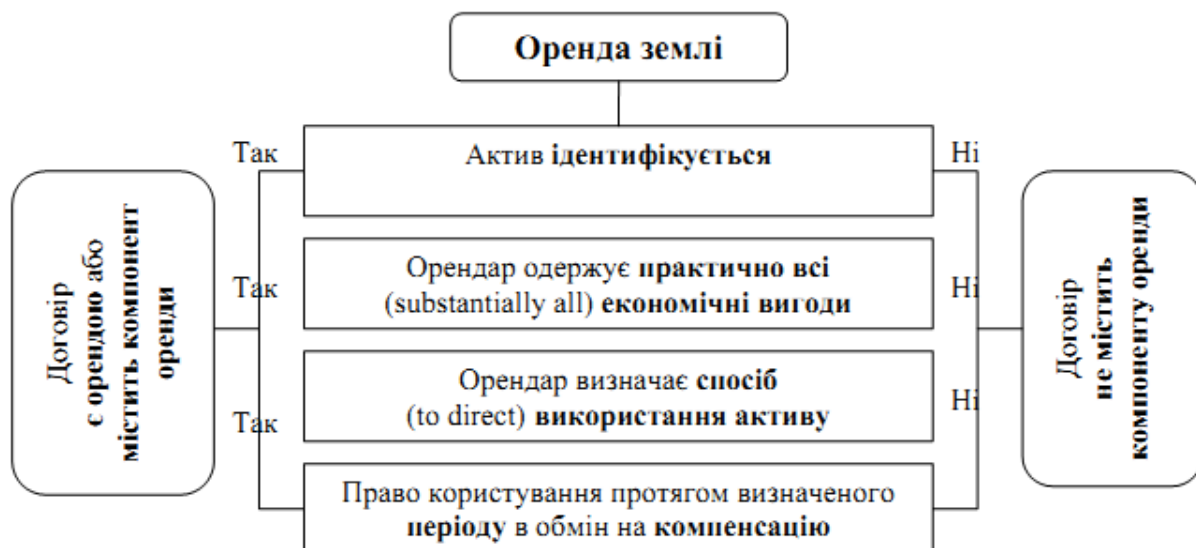 Оренда землі
Так
Актив ідентифікується
Ні
Договір
є орендою або
містить компонент
оренди
Так
Орендар одержує практично всі
(substantially all) економічні вигоди
Ні
Так
Орендар визначає спосіб
(to direct) використання активу
Ні
Право користування протягом визначеного
періоду в обмін на компенсацію
Договір
не містить
компоненту оренди